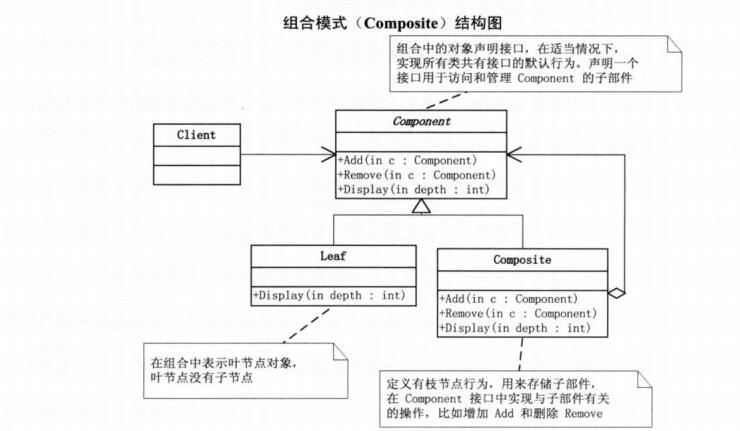 组合模式（Composite）结构图
组合中的对象声明接口，在适当情况下，
实现所有类共有接口的默认行为。声明一个
接口用于访问和管理 Component 的子部件
Component
+Add(in c : Component)
+Remove(in c : Component)
+Display(in depth : int)
Client
Leaf
+Display(in depth : int)
Composite
+Add(in c : Component)
+Remove(in c : Component)
+Display(in depth : int)
在组合中表示叶节点对象，
叶节点没有子节点
定义有枝节点行为，用来存储子部件，
在 Component 接口中实现与子部件有关
的操作，比如增加 Add 和删除 Remove